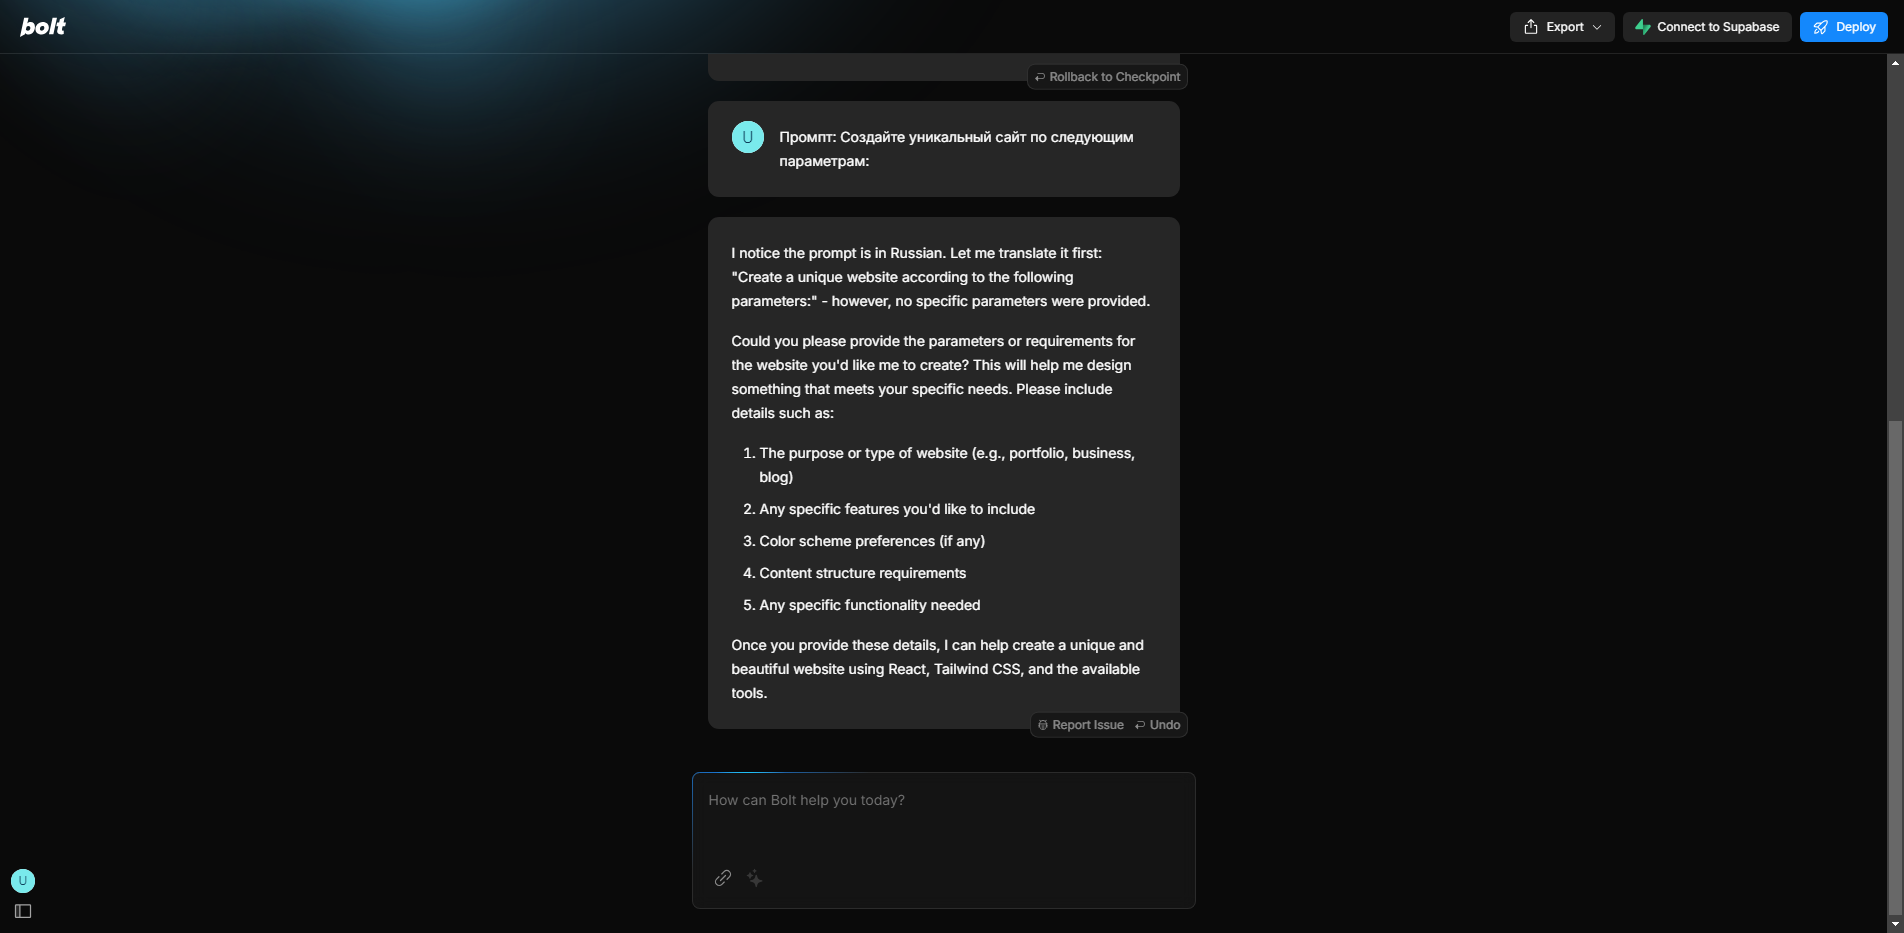 bolt
Export
Connect to Supabase
Deploy
Rollback to Checkpoint
U
Промпт: Создайте уникальный сайт по следующим
параметрам:
I notice the prompt is in Russian. Let me translate it first:
"Create a unique website according to the following
parameters:" - however, no specific parameters were provided.
Could you please provide the parameters or requirements for
the website you'd like me to create? This will help me design
something that meets your specific needs. Please include
details such as:
1. The purpose or type of website (e.g., portfolio, business,
blog)
2. Any specific features you'd like to include
3. Color scheme preferences (if any)
4. Content structure requirements
5. Any specific functionality needed
Once you provide these details, I can help create a unique and
beautiful website using React, Tailwind CSS, and the available
tools.
Report Issue
Undo
How can Bolt help you today?
U